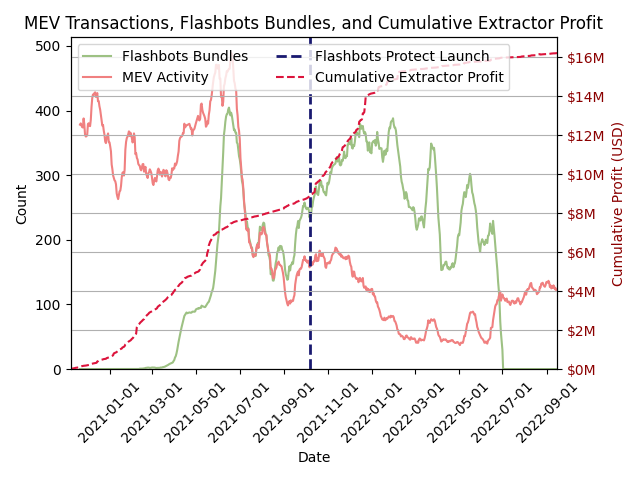 MEV Transactions, Flashbots Bundles, and Cumulative Extractor Profit
Flashbots Bundles
MEV Activity
Flashbots Protect Launch
Cumulative Extractor Profit
500
400
300
200
100
0
Count
$16M
$14M
$12M
$10M
$8M
$6M
$4M
$2M
$0M
Cumulative Profit (USD)
2021-01-01
2021-03-01
2021-05-01
2021-07-01
2021-09-01
2021-11-01
2022-01-01
2022-03-01
2022-05-01
2022-07-01
2022-09-01
Date